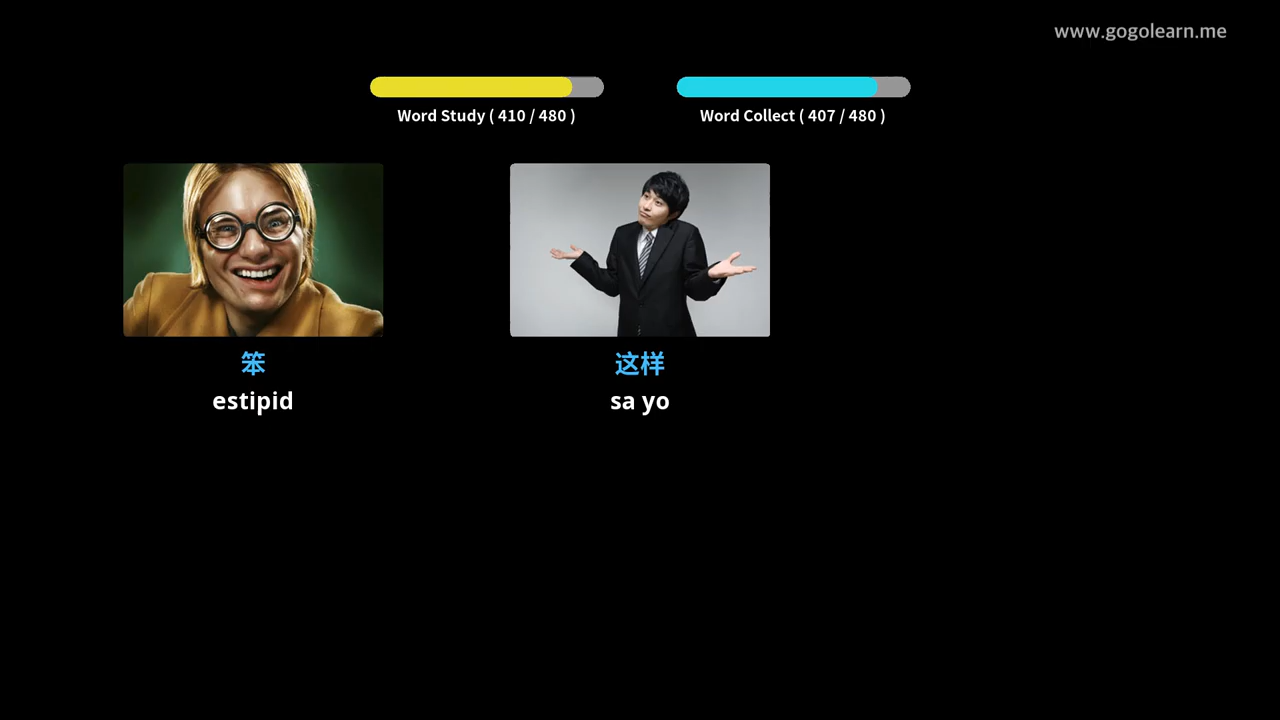 www.gogolearn.me
Word Study ( 410 / 480 )
Word Collect ( 407 / 480 )
笨
estipid
这样
sa yo